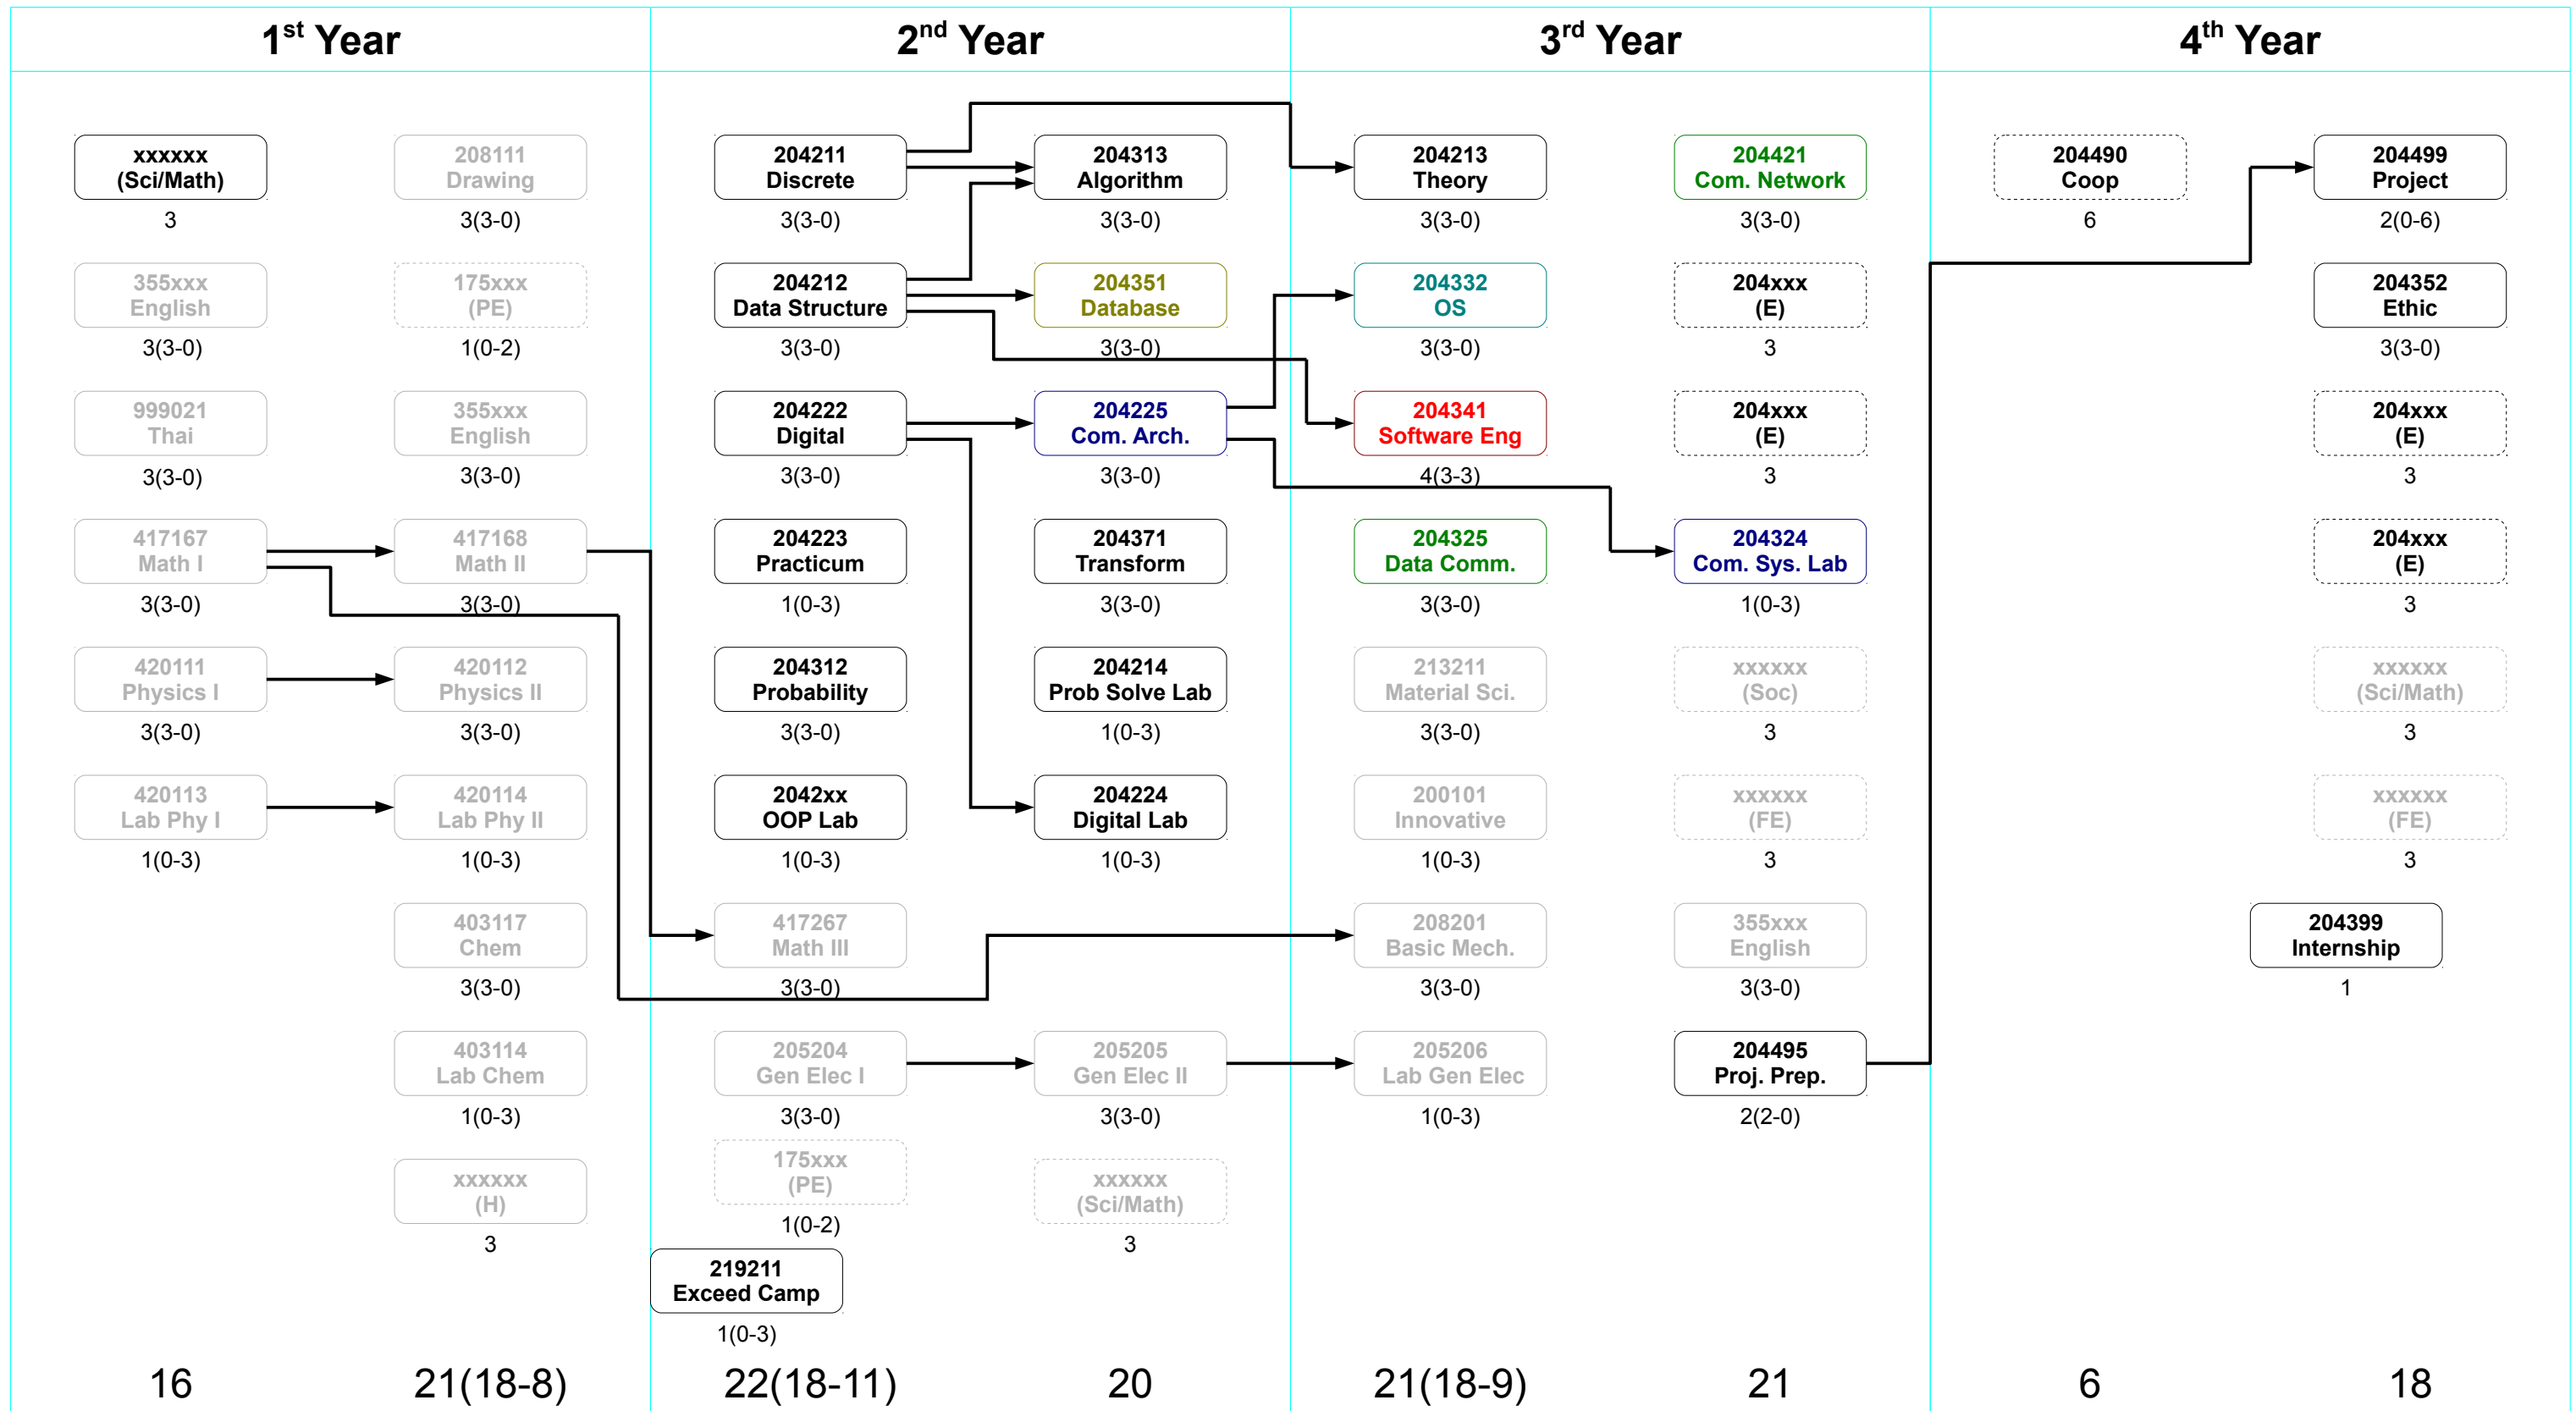 1st Year
2nd Year
3rd Year
4th Year
xxxxxx
(Sci/Math)
3
355xxx
English
3(3-0)
999021
Thai
3(3-0)
417167
Math I
3(3-0)
420111
Physics I
3(3-0)
420113
Lab Phy I
1(0-3)
16
208111
Drawing
3(3-0)
175xxx
(PE)
1(0-2)
355xxx
English
3(3-0)
417168
Math II
3(3-0)
420112
Physics II
3(3-0)
420114
Lab Phy II
1(0-3)
403117
Chem
3(3-0)
403114
Lab Chem
1(0-3)
xxxxxx
(H)
3
21(18-8)
204211
Discrete
3(3-0)
204212
Data Structure
3(3-0)
204222
Digital
3(3-0)
204223
Practicum
1(0-3)
204312
Probability
3(3-0)
2042xx
OOP Lab
1(0-3)
417267
Math III
3(3-0)
205204
Gen Elec I
3(3-0)
175xxx
(PE)
1(0-2)
219211
Exceed Camp
1(0-3)
22(18-11)
204313
Algorithm
3(3-0)
204351
Database
3(3-0)
204225
Com. Arch.
3(3-0)
204371
Transform
3(3-0)
204214
Prob Solve Lab
1(0-3)
204224
Digital Lab
1(0-3)
205205
Gen Elec II
3(3-0)
xxxxxx
(Sci/Math)
3
20
204213
Theory
3(3-0)
204332
OS
3(3-0)
204341
Software Eng
4(3-3)
204325
Data Comm.
3(3-0)
213211
Material Sci.
3(3-0)
200101
Innovative
1(0-3)
208201
Basic Mech.
3(3-0)
205206
Lab Gen Elec
1(0-3)
21(18-9)
204421
Com. Network
3(3-0)
204xxx
(E)
3
204xxx
(E)
3
204324
Com. Sys. Lab
1(0-3)
xxxxxx
(Soc)
3
xxxxxx
(FE)
3
355xxx
English
3(3-0)
204495
Proj. Prep.
2(2-0)
21
204490
Coop
6
6
204499
Project
2(0-6)
204352
Ethic
3(3-0)
204xxx
(E)
3
204xxx
(E)
3
xxxxxx
(Sci/Math)
3
xxxxxx
(FE)
3
204399
Internship
1
18